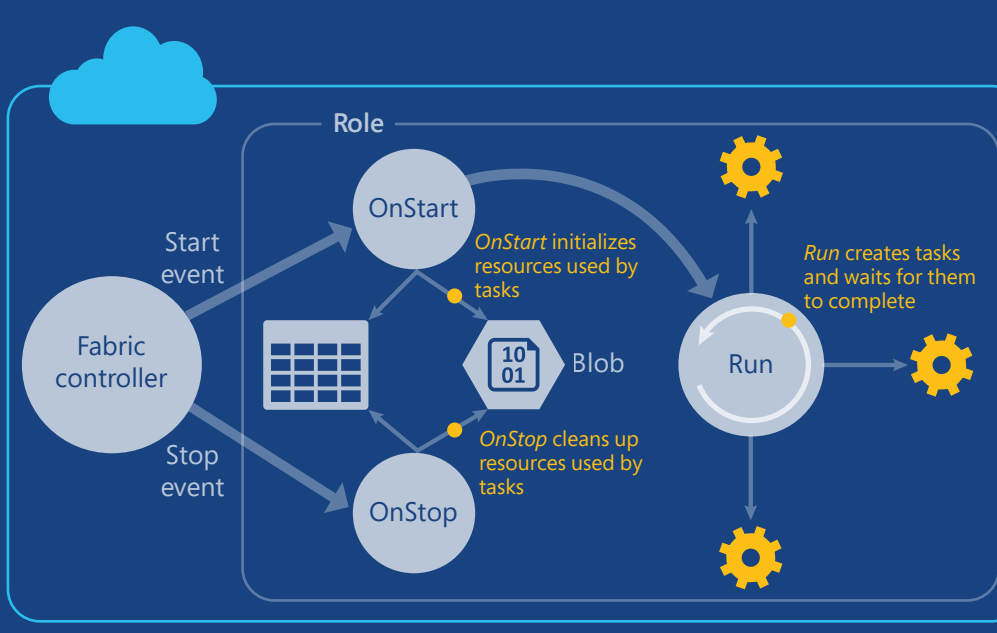 Role
OnStart
Start
event
OnStart initializes
resources used by
tasks
Run creates tasks
and waits for them
to complete
Fabric
controller
10
01
Blob
Run
Stop
event
OnStop cleans up
resources used by
tasks
OnStop